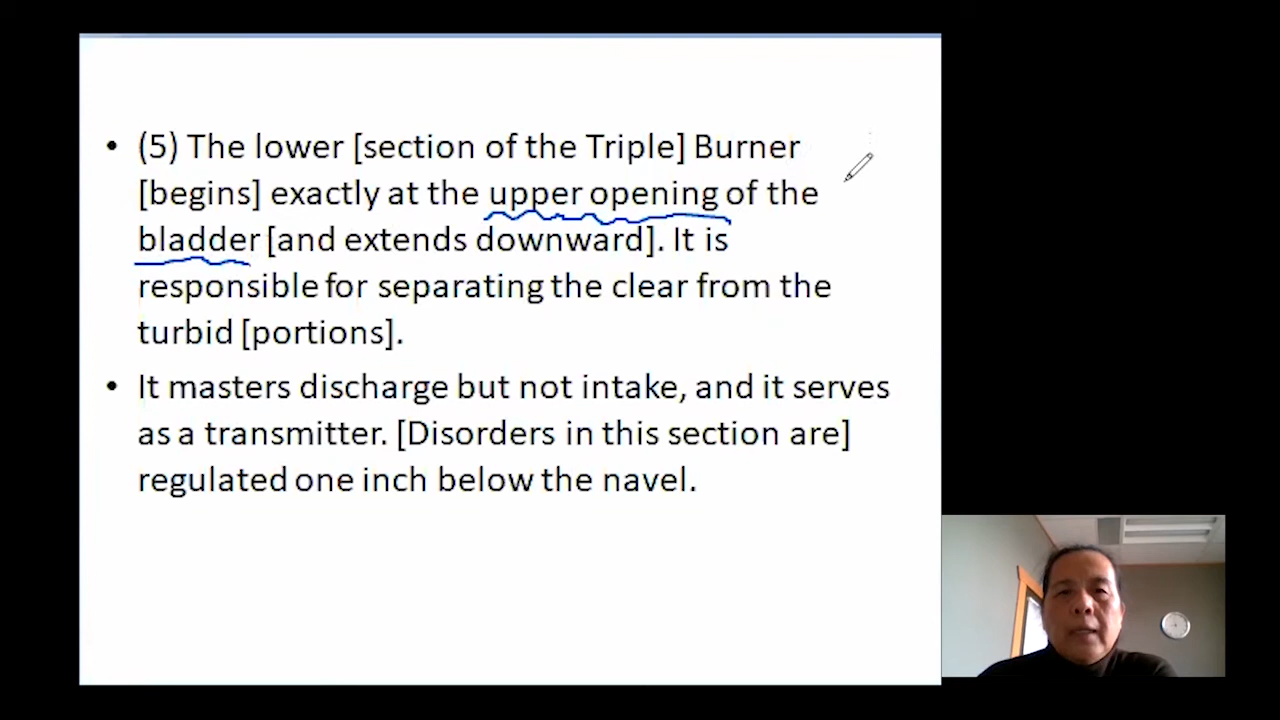 • (5) The lower [section of the Triple] Burner
[begins] exactly at the upper opening of the
bladder [and extends downward]. It is
responsible for separating the clear from the
turbid [portions].
• It masters discharge but not intake, and it serves
as a transmitter. [Disorders in this section are]
regulated one inch below the navel.